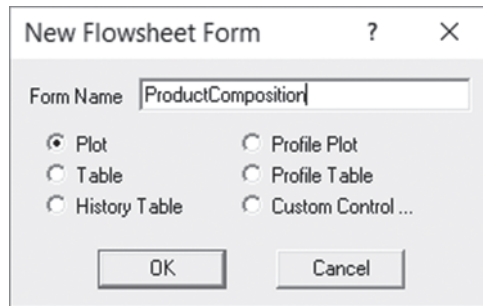 New Flowsheet Form ? ×
Form Name ProductComposition
Plot Profile Plot
Table Profile Table
History Table Custom Control ...
OK Cancel